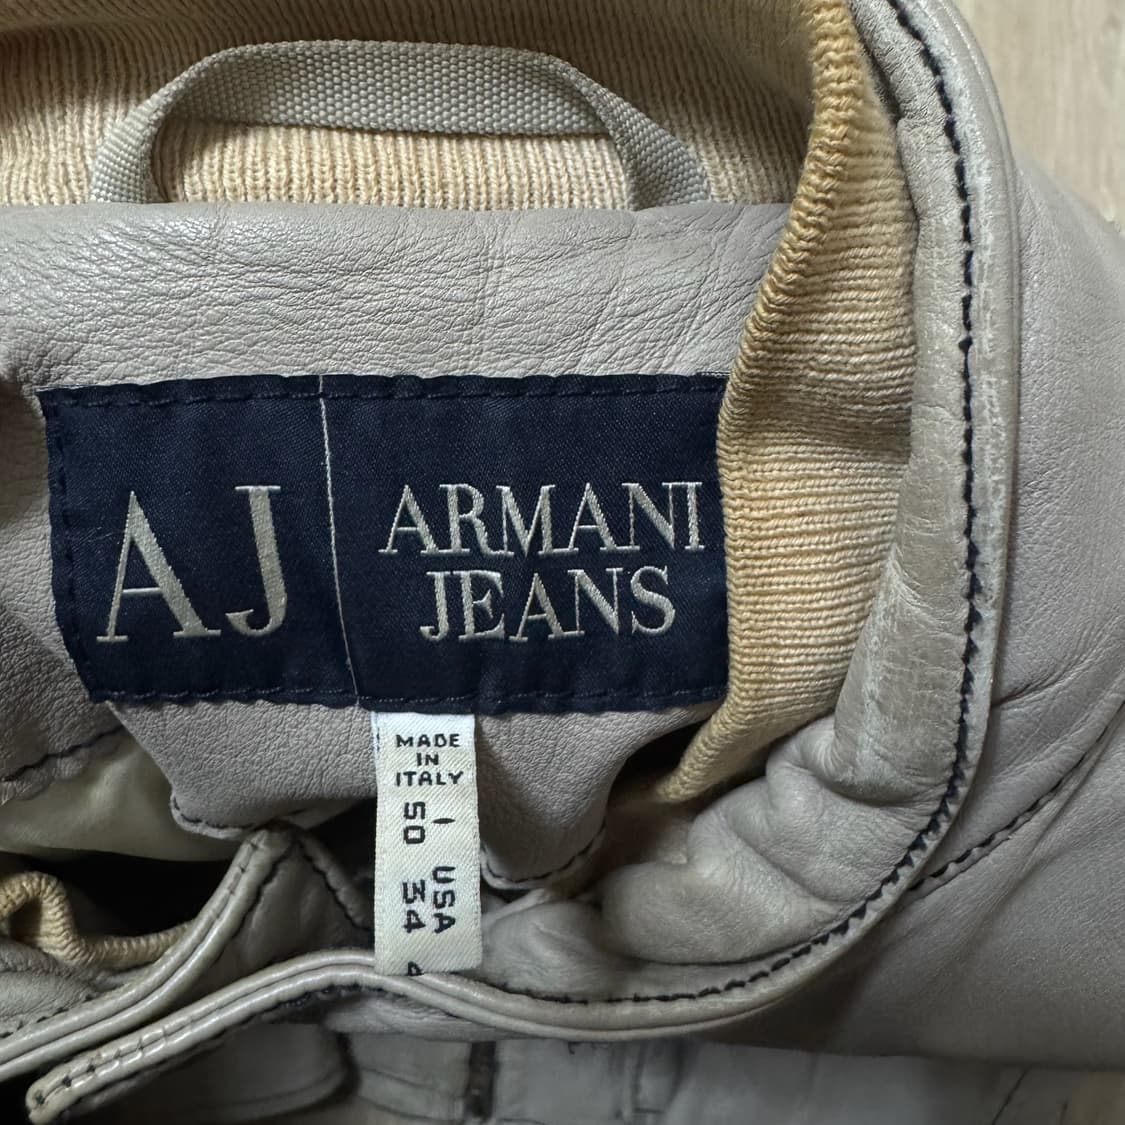 AJ
ARMANI
JEANS
MADE
IN
ITALY
I USA
50 34